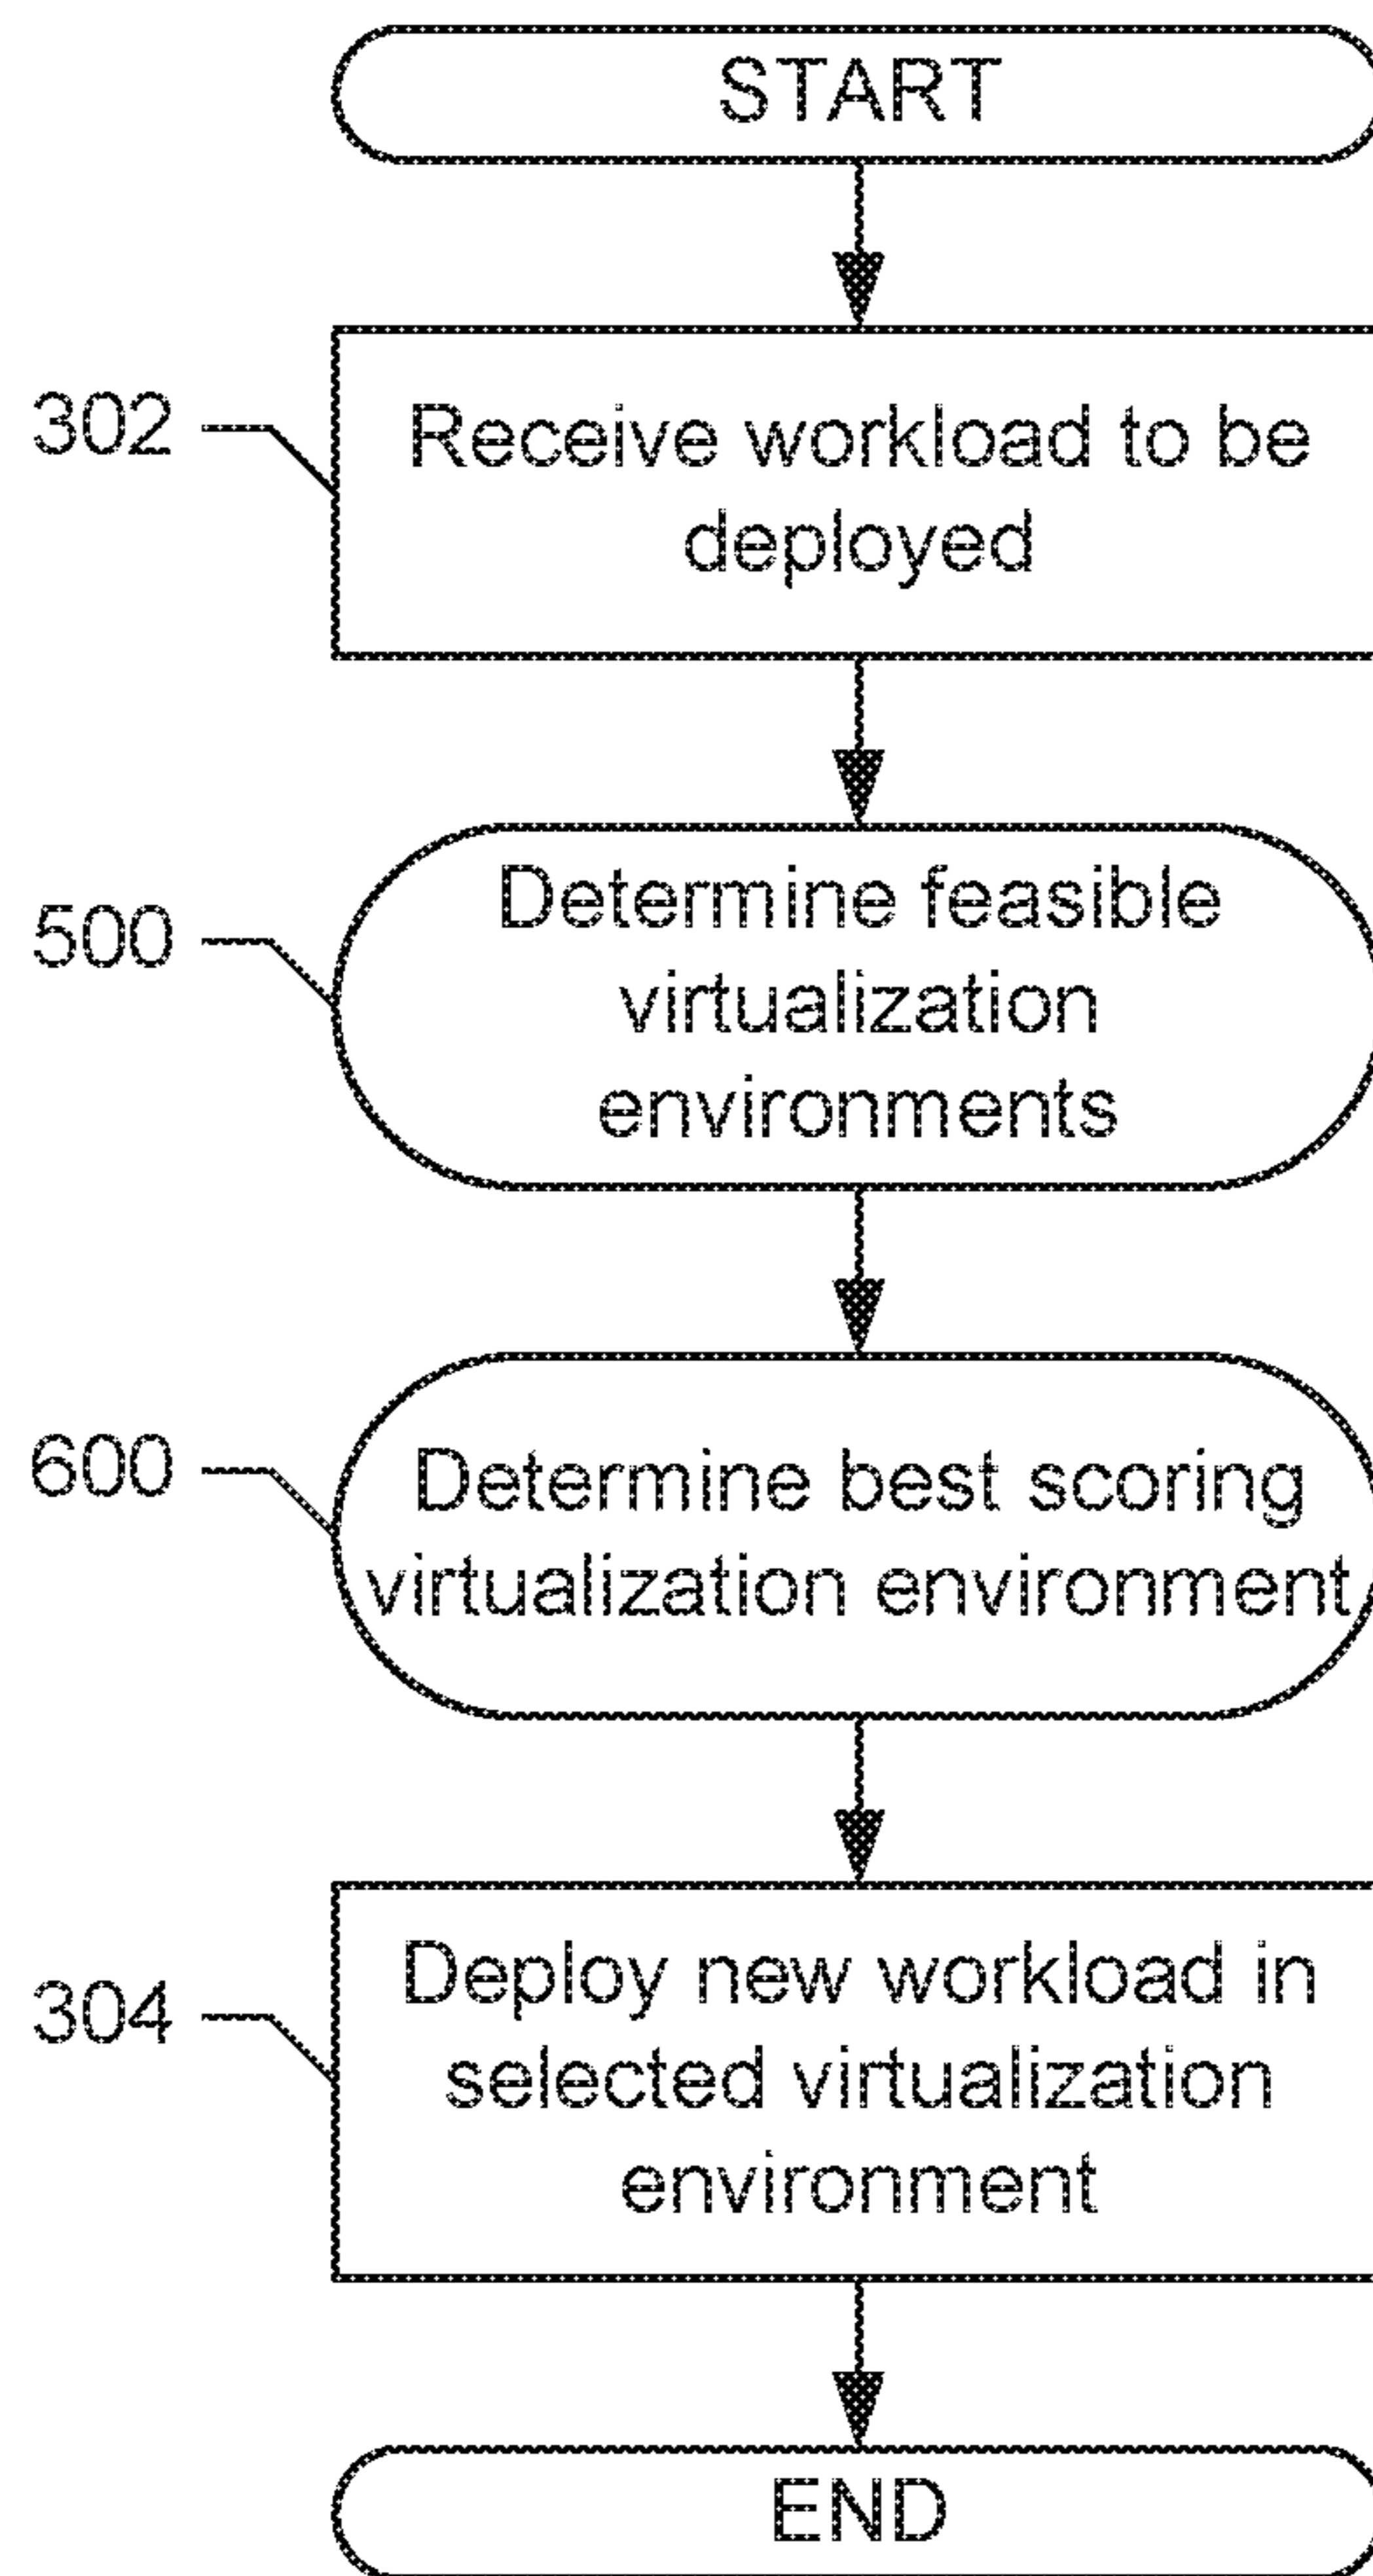 START
302
Receive workload to be
deployed
500
Determine feasible
virtualization
environments
600
Determine best scoring
virtualization environment
304
Deploy new workload in
selected virtualization
environment
END